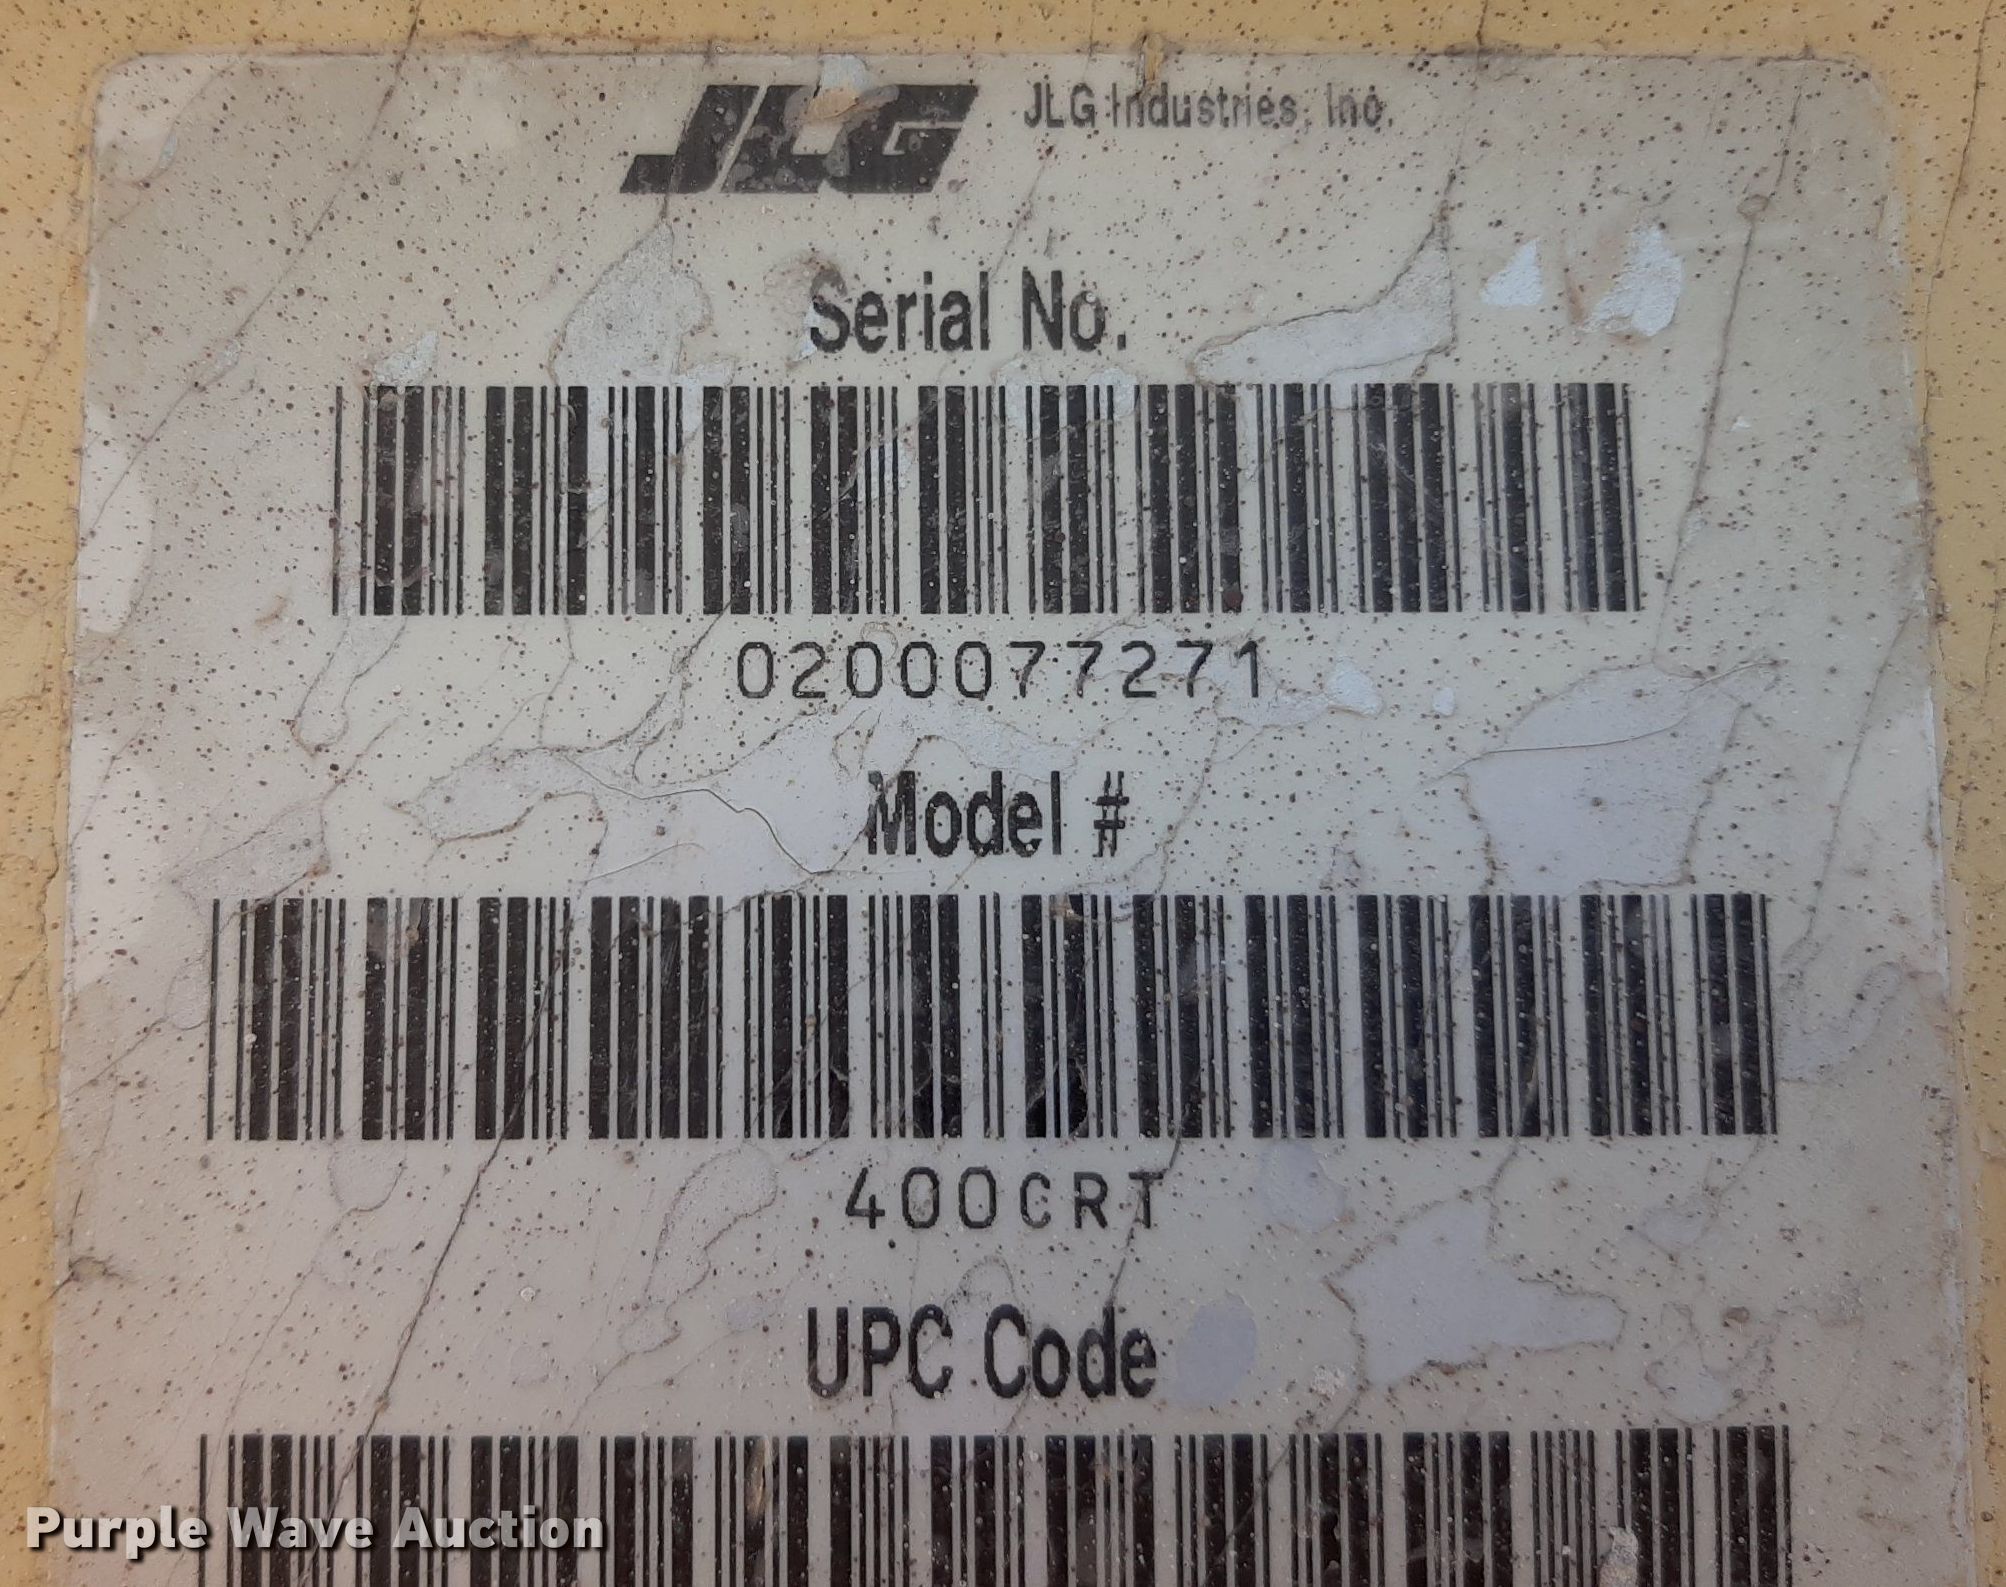 JLG JLG Industries, Inc.
Serial No.
0200077271
Model #
400CRT
UPC Code
Purple Wave Auction